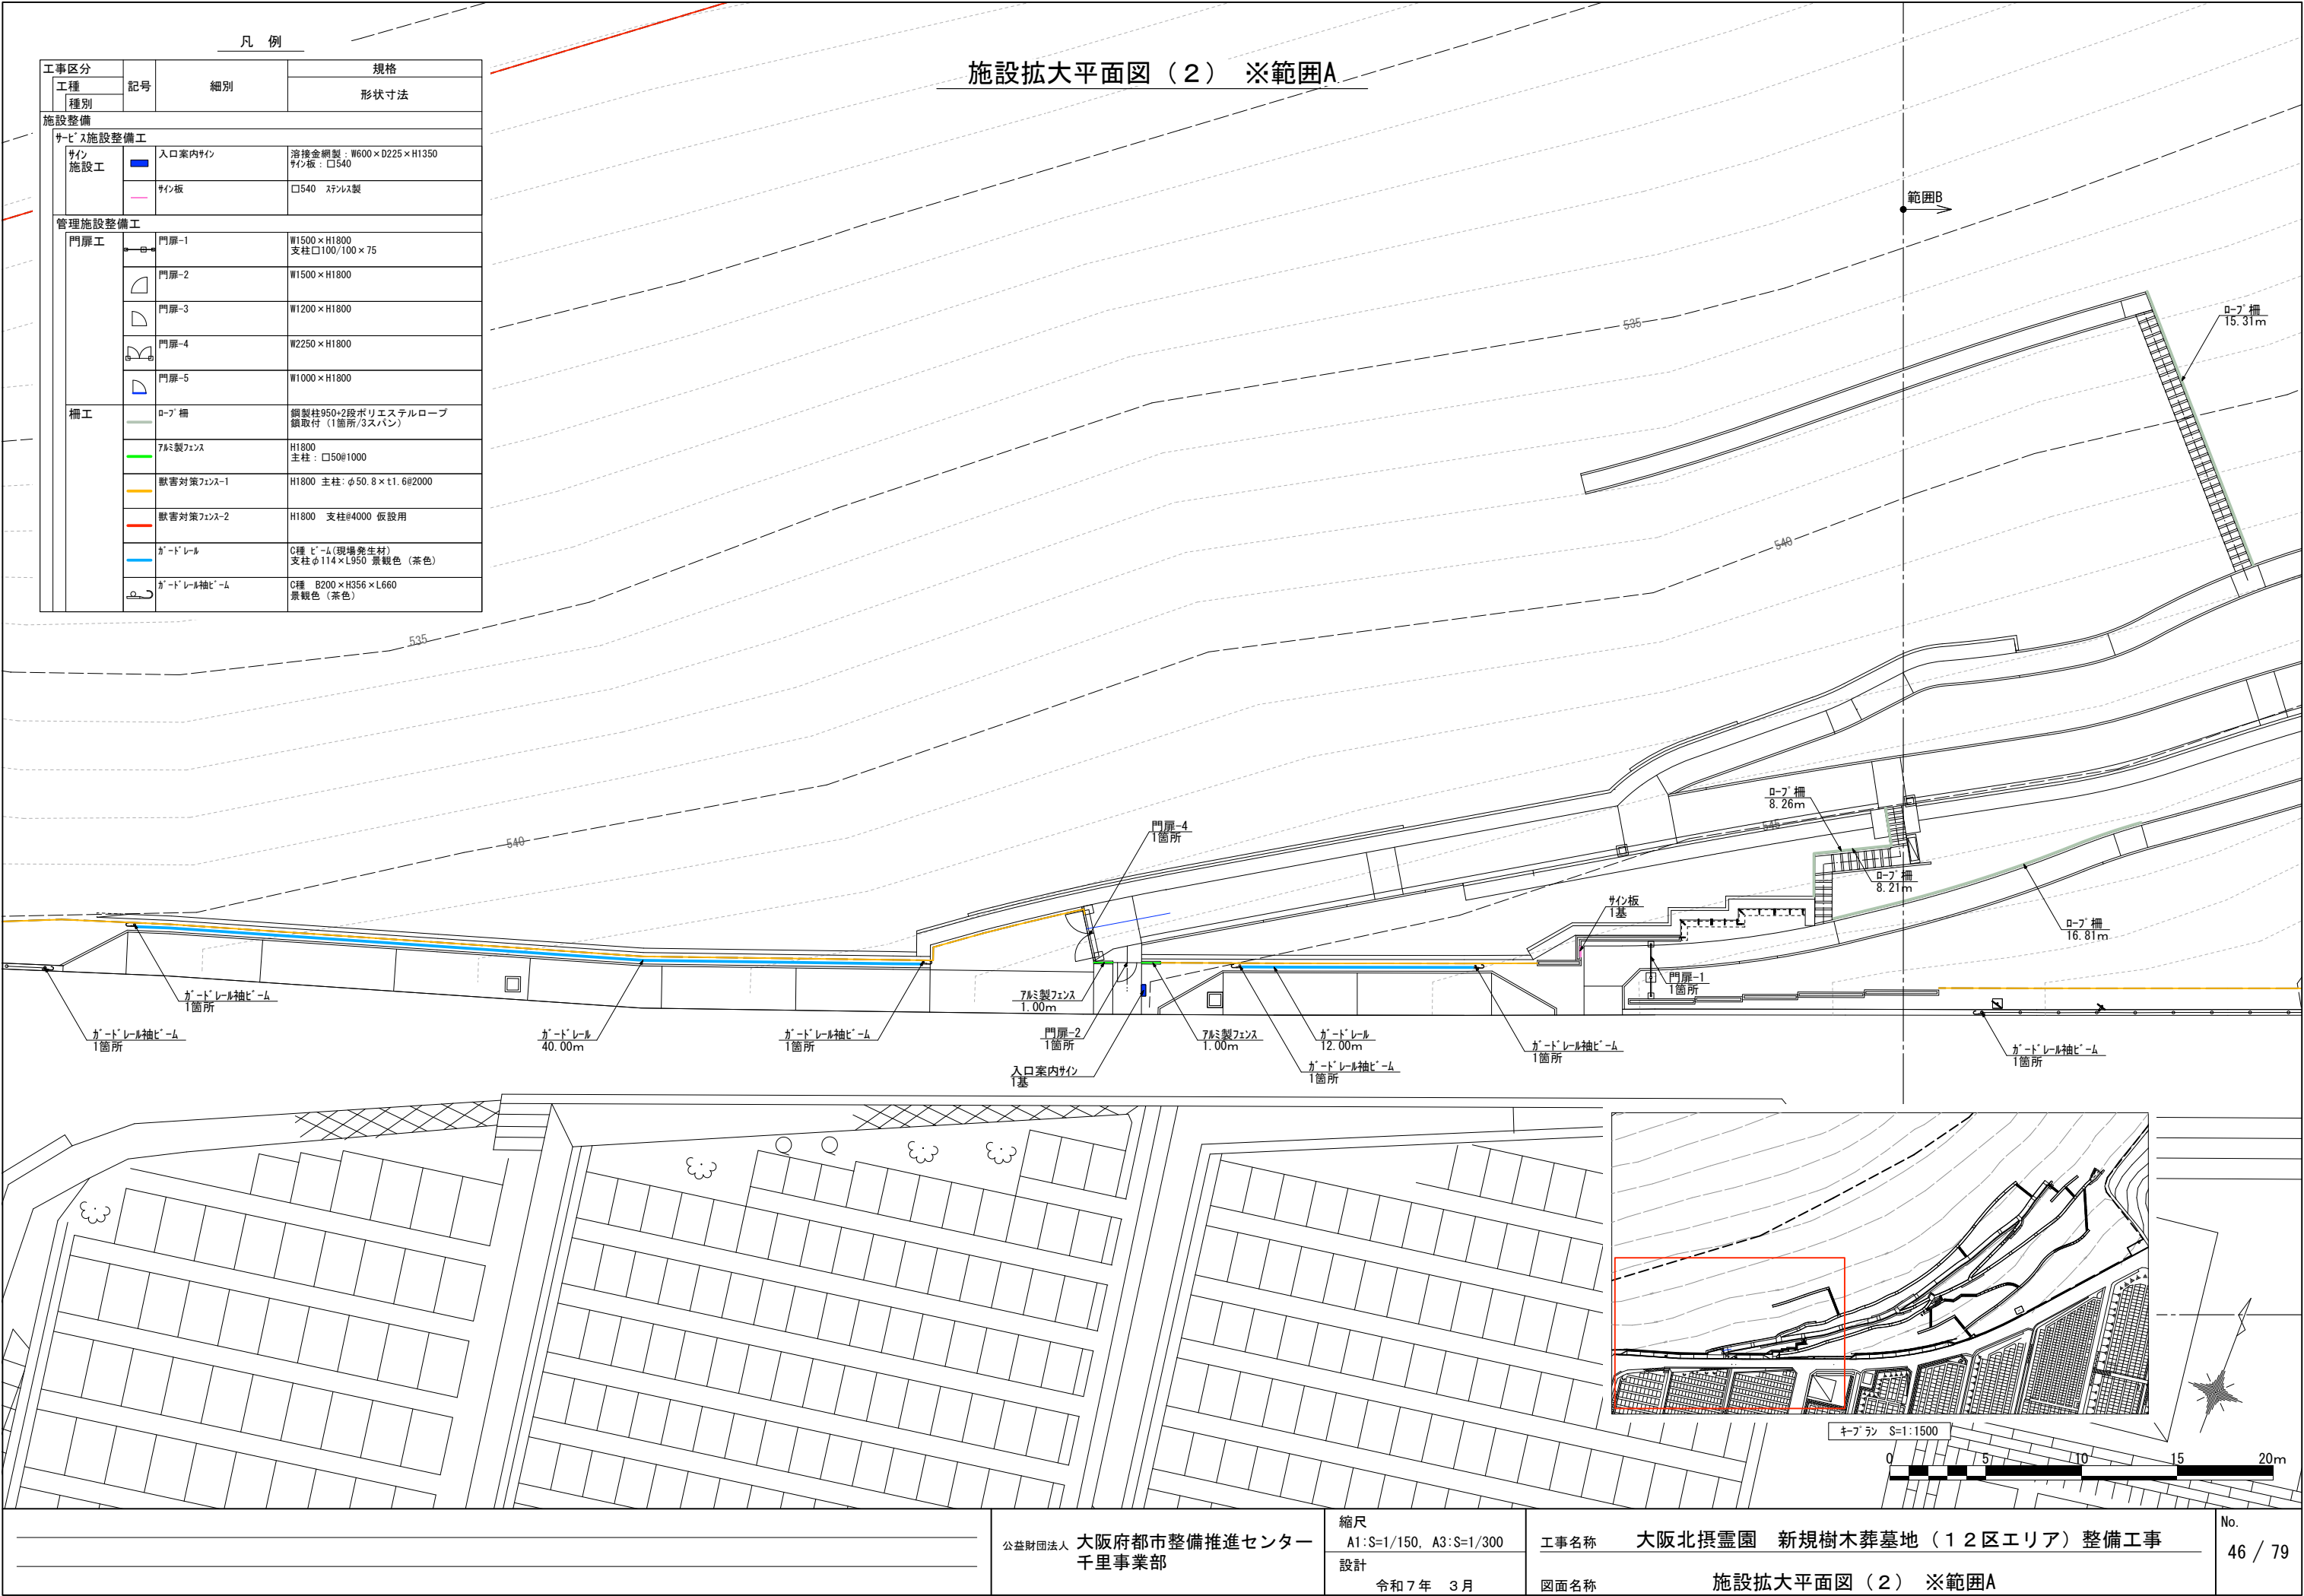 施設拡大平面図（２）　※範囲A
凡　例
工事区分
工種
種別
記号
細別
規格
形状寸法
施設整備
ｻｰﾋﾞｽ施設整備工
ｻｲﾝ
施設工
入口案内ｻｲﾝ
溶接金網製：W600×D225×H1350
ｻｲﾝ板：□540
ｻｲﾝ板
□540　ｽﾃﾝﾚｽ製
管理施設整備工
門扉工
門扉-1
W1500×H1800
支柱□100/100×75
門扉-2
W1500×H1800
門扉-3
W1200×H1800
門扉-4
W2250×H1800
門扉-5
W1000×H1800
柵工
ﾛｰﾌﾟ柵
鋼製柱950+2段ポリエステルロープ
鎖取付（1箇所/3スパン）
ｱﾙﾐ製ﾌｪﾝｽ
H1800
主柱：□50@1000
獣害対策ﾌｪﾝｽ-1
H1800 主柱：φ50.8×t1.6@2000
獣害対策ﾌｪﾝｽ-2
H1800　支柱@4000 仮設用
ｶﾞｰﾄﾞﾚｰﾙ
C種 ﾋﾞｰﾑ(現場発生材)
支柱φ114×L950 景観色（茶色）
ｶﾞｰﾄﾞﾚｰﾙ袖ﾋﾞｰﾑ
C種　B200×H356×L660
景観色（茶色）
範囲B
535
ﾛｰﾌﾟ柵
15.31m
540
535
540
545
ﾛｰﾌﾟ柵
8.26m
門扉-4
1箇所
ﾛｰﾌﾟ柵
8.21m
ｻｲﾝ板
1基
ﾛｰﾌﾟ柵
16.81m
門扉-1
1箇所
ｶﾞｰﾄﾞﾚｰﾙ袖ﾋﾞｰﾑ
1箇所
ｱﾙﾐ製ﾌｪﾝｽ
1.00m
ｶﾞｰﾄﾞﾚｰﾙ袖ﾋﾞｰﾑ
1箇所
ｶﾞｰﾄﾞﾚｰﾙ
40.00m
ｶﾞｰﾄﾞﾚｰﾙ袖ﾋﾞｰﾑ
1箇所
門扉-2
1箇所
ｱﾙﾐ製ﾌｪﾝｽ
1.00m
ｶﾞｰﾄﾞﾚｰﾙ
12.00m
ｶﾞｰﾄﾞﾚｰﾙ袖ﾋﾞｰﾑ
1箇所
ｶﾞｰﾄﾞﾚｰﾙ袖ﾋﾞｰﾑ
1箇所
入口案内ｻｲﾝ
1基
ｶﾞｰﾄﾞﾚｰﾙ袖ﾋﾞｰﾑ
1箇所
ｷｰﾌﾟﾗﾝ　S=1:1500
0 5 10 15 20m
公益財団法人 大阪府都市整備推進センター
千里事業部
縮尺
A1:S=1/150, A3:S=1/300
設計
令和７年　３月
工事名称　大阪北摂霊園　新規樹木葬墓地（１２区エリア）整備工事
図面名称　施設拡大平面図（２）　※範囲A
No.
46 / 79